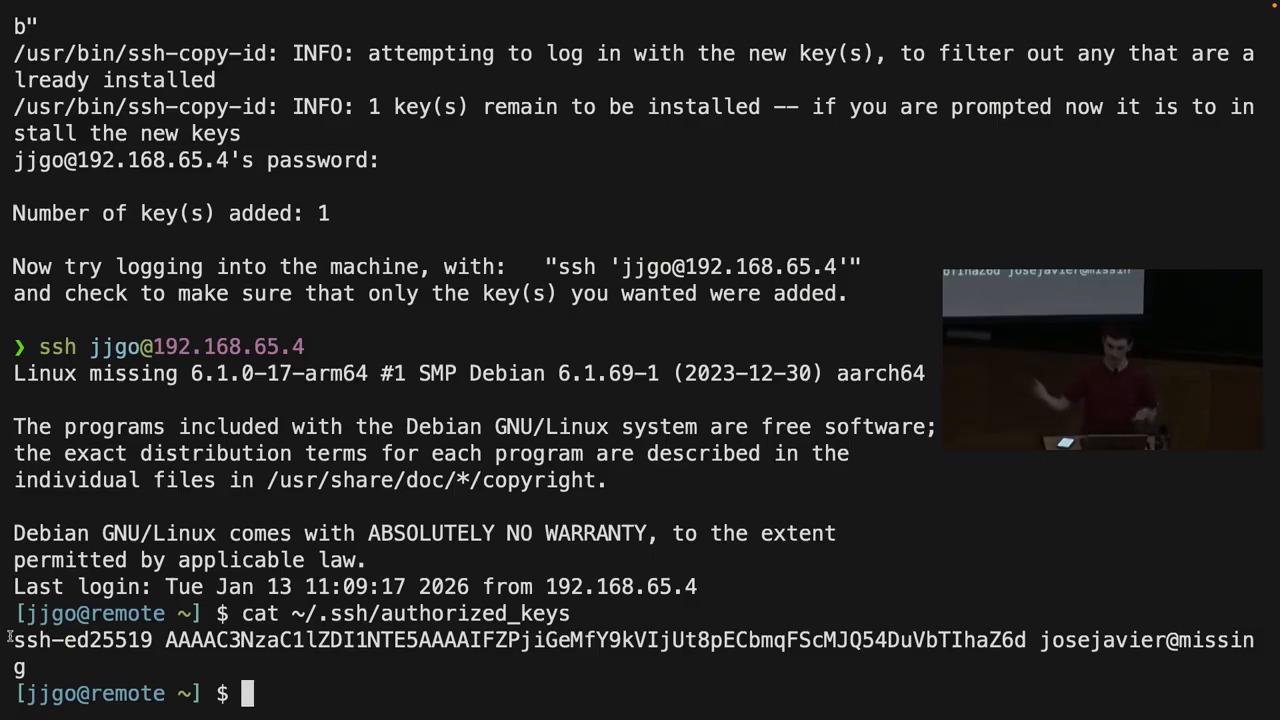 b"
/usr/bin/ssh-copy-id: INFO: attempting to log in with the new key(s), to filter out any that are a
lready installed
/usr/bin/ssh-copy-id: INFO: 1 key(s) remain to be installed -- if you are prompted now it is to in
stall the new keys
jjgo@192.168.65.4's password:
Number of key(s) added: 1
Now try logging into the machine, with:   "ssh 'jjgo@192.168.65.4'"
and check to make sure that only the key(s) you wanted were added.
❯ ssh jjgo@192.168.65.4
Linux missing 6.1.0-17-arm64 #1 SMP Debian 6.1.69-1 (2023-12-30) aarch64
The programs included with the Debian GNU/Linux system are free software;
the exact distribution terms for each program are described in the
individual files in /usr/share/doc/*/copyright.
Debian GNU/Linux comes with ABSOLUTELY NO WARRANTY, to the extent
permitted by applicable law.
Last login: Tue Jan 13 11:09:17 2026 from 192.168.65.4
[jjgo@remote ~] $ cat ~/.ssh/authorized_keys
ssh-ed25519 AAAAC3NzaC1lZDI1NTE5AAAAIFZPjiGeMfY9kVIjUt8pECbmqFScMJQ54DuVbTIhaZ6d josejavier@missin
g
[jjgo@remote ~] $
josejavier@missin